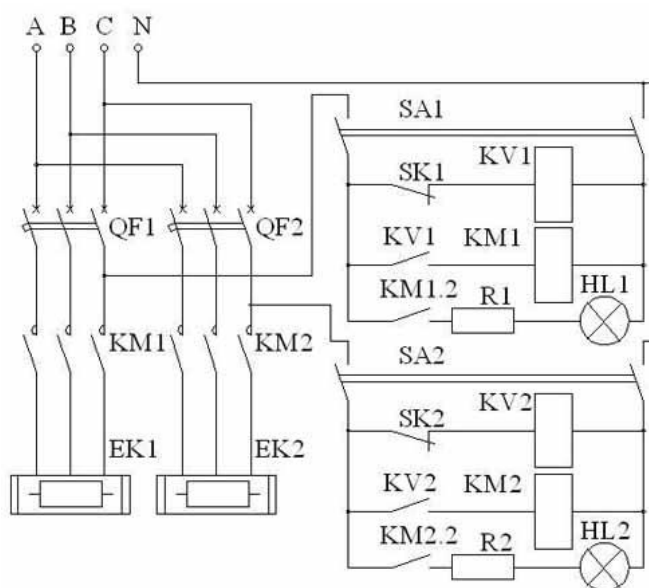 A B C N
SA1
KV1
SK1
QF1 QF2
KV1 KM1
HL1
KM1.2 R1
KM1 KM2
SA2
KV2
SK2
EK1 EK2
KV2 KM2
HL2
KM2.2 R2